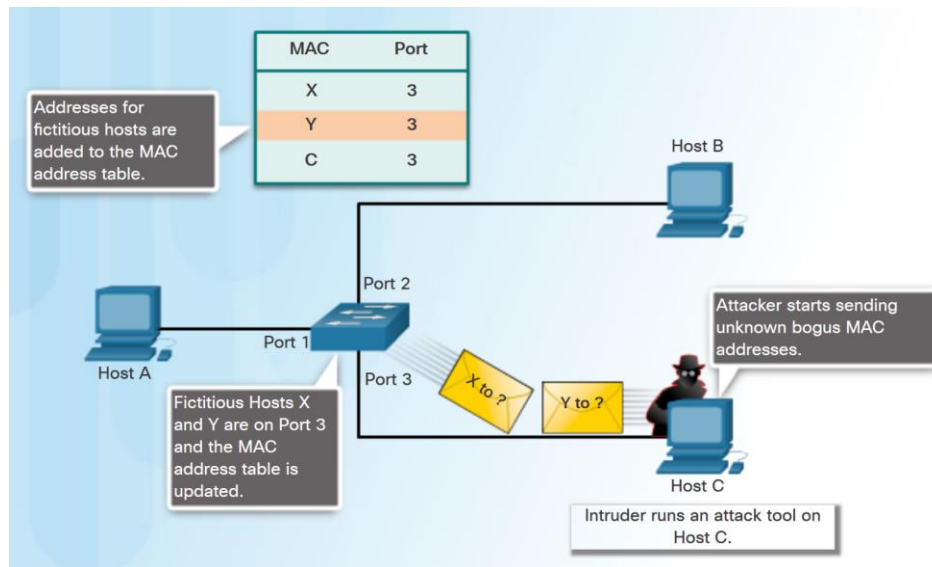 MAC Port
X 3
Y 3
C 3
Addresses for
fictitious hosts are
added to the MAC
address table.
Host B
Port 2
Attacker starts sending
unknown bogus MAC
addresses.
Port 1
Host A
Port 3
X to ?
Y to ?
Fictitious Hosts X
and Y are on Port 3
and the MAC
address table is
updated.
Host C
Intruder runs an attack tool on
Host C.